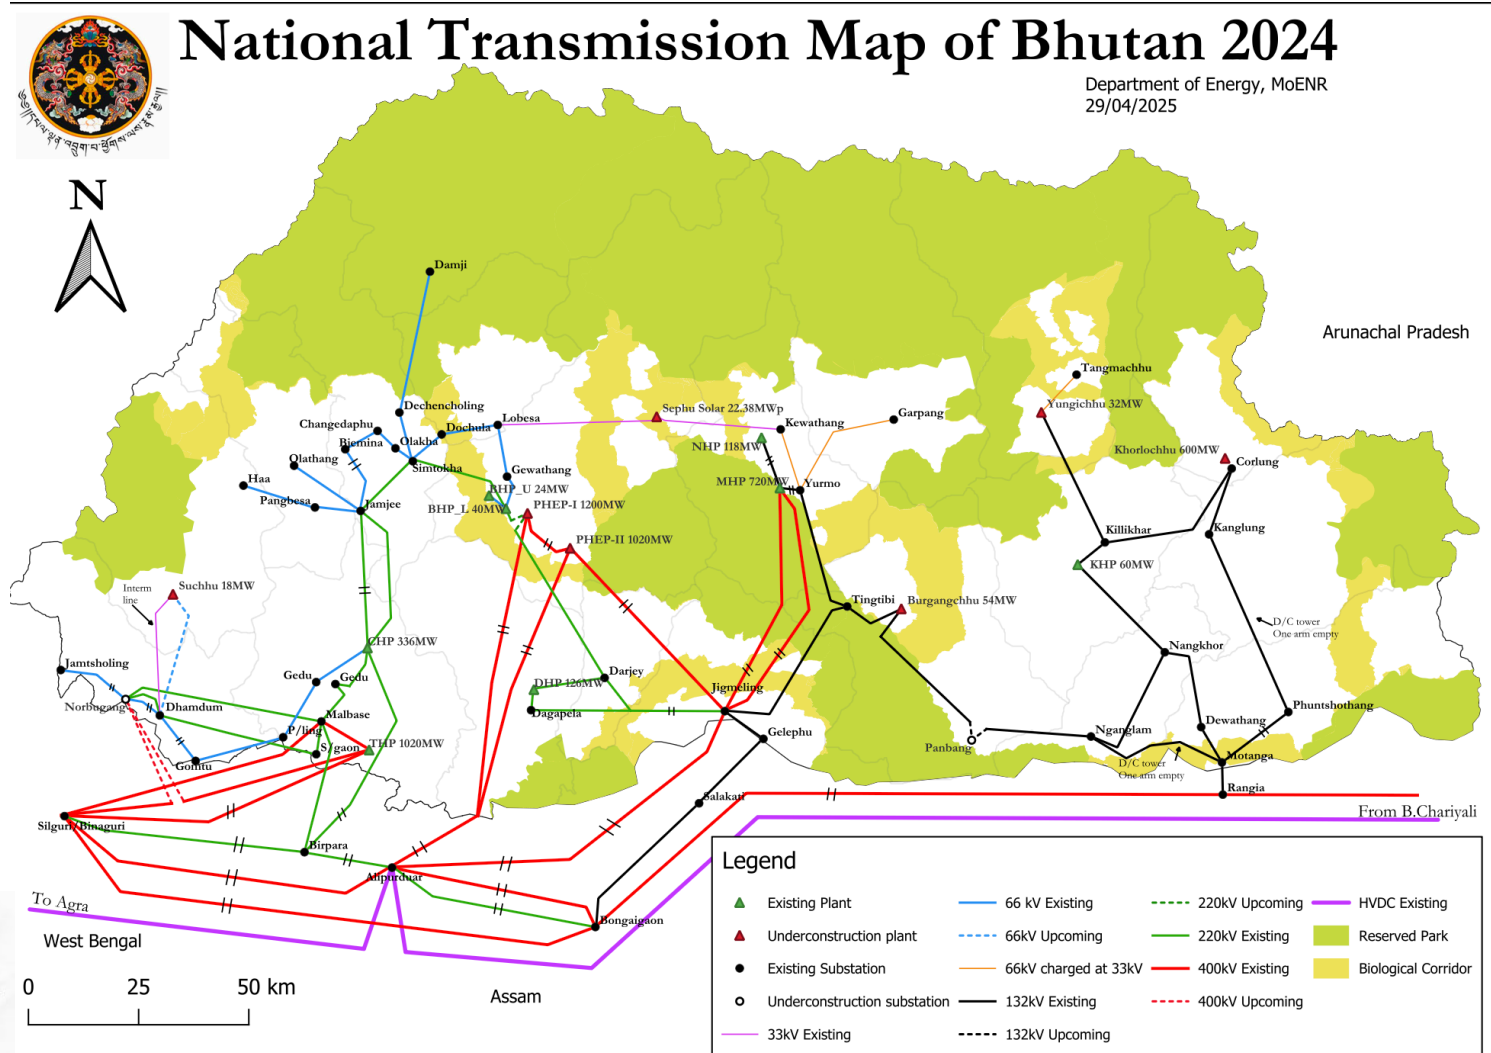 National Transmission Map of Bhutan 2024
Department of Energy, MoENR
29/04/2025
N
Damji
Arunachal Pradesh
Tangmachhu
Dechencholing
Lobesa
Sephu Solar 22.38MWp
Yungichhu 32MW
Changedaphu
Dochula
Kewathang
Garpang
Biemina
Olakha
NHP 118MW
Khorlochhu 600MW
Olathang
Simtokha
Gewathang
Corlung
Haa
BHP_U 24MW
MHP 720MW
Yurmo
Pangbesa
Jamjee
BHP_L 40MW
PHEP-I 1200MW
Killikhar
Kanglung
PHEP-II 1020MW
KHP 60MW
Suchhu 18MW
Interm
line
Tingtibi
Burgangchhu 54MW
D/C tower
One arm empty
CHP 336MW
Nangkhor
Jamtsholing
Gedu
Gedu
Darjey
DHP 126MW
Jigmeling
Norbugang
Dhamdum
Malbase
Dagapela
Phuntshothang
P/ling
Gelephu
Nganglam
Dewathang
S/gaon
THP 1020MW
Panbang
Gomtu
D/C tower
One arm empty
Motanga
Salakati
Rangia
From B.Chariyali
Siliguri/Binaguri
Birpara
Alipurduar
To Agra
Bongaigaon
West Bengal
Assam
0 25 50 km
Legend
Existing Plant
Underconstruction plant
Existing Substation
Underconstruction substation
33kV Existing
66 kV Existing
66kV Upcoming
66kV charged at 33kV
132kV Existing
132kV Upcoming
220kV Upcoming
220kV Existing
400kV Existing
400kV Upcoming
HVDC Existing
Reserved Park
Biological Corridor